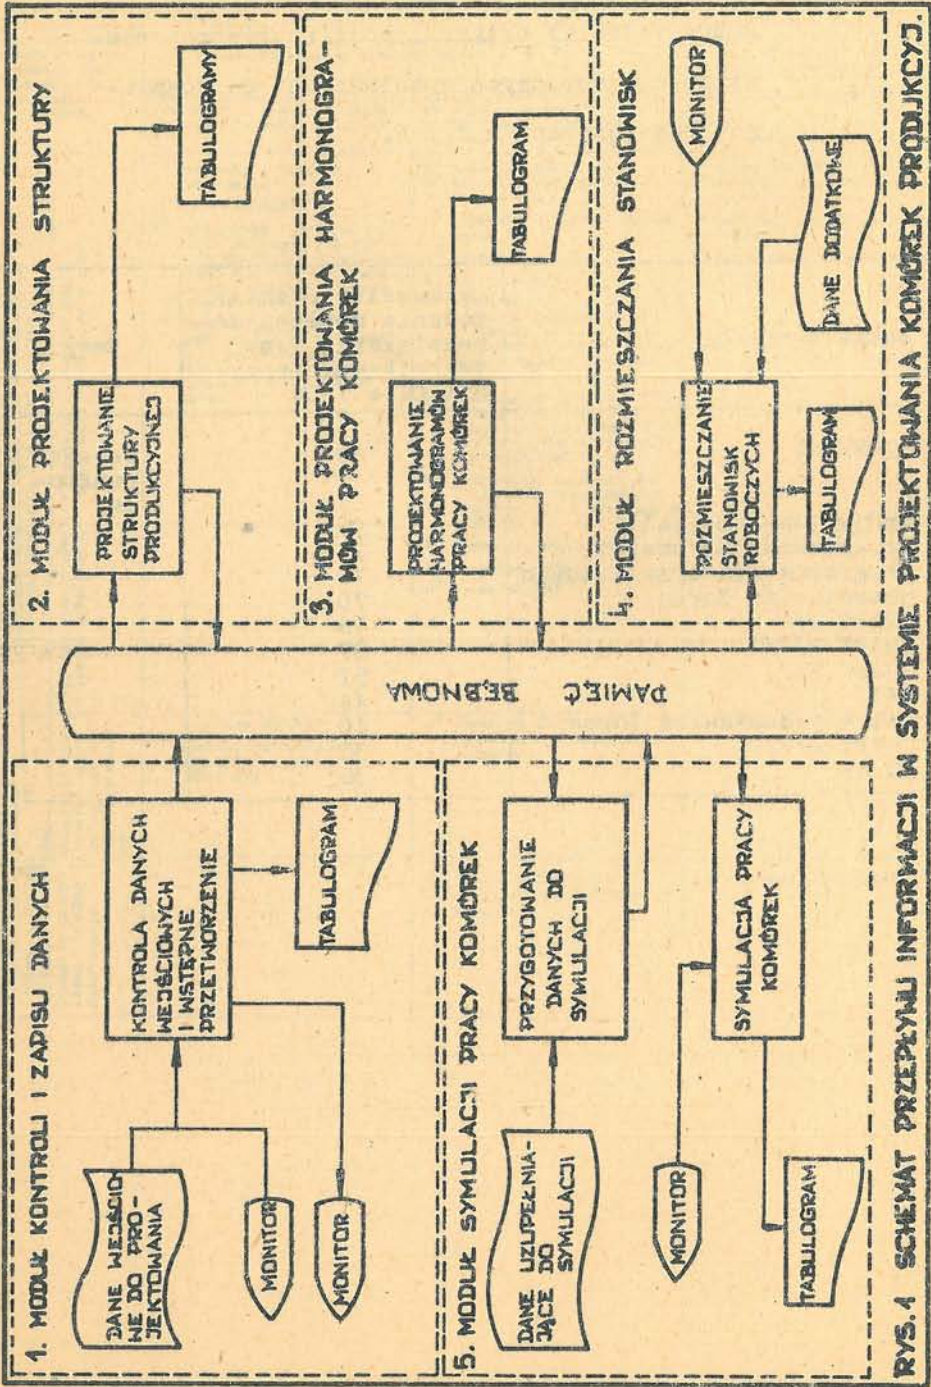 1. MODUŁ KONTROLI I ZAPISU DANYCH
DANE WEJŚCIO-
NE DO PRO-
JEKTOWANIA
MONITOR
MONITOR
KONTROLA DANYCH
WEJŚCIOWYCH
I WSTĘPNE
PRZETWORZENIE
TABULOGRAM
5. MODUŁ SYMULACJI PRACY KOMÓREK
DANE UZUPEŁNIA-
JĄCE DO
SYMULACJI
PRZYGOTOWANIE
DANYCH DO
SYMULACJI
MONITOR
SYMULACJA PRACY
KOMÓREK
TABULOGRAM
PAMIĘĆ
BĘBNOWA
2. MODUŁ PROJEKTOWANIA STRUKTURY
PROJEKTOWANIE
STRUKTURY
PRODUKCYJNEJ
TABULOGRAMY
3. MODUŁ PROJEKTOWANIA HARMONOGRA-
MÓW PRACY KOMÓREK
PROJEKTOWANIE
HARMONOGRAMÓW
PRACY KOMÓREK
TABULOGRAM
4. MODUŁ ROZMIESZCZANIA STANOWISK
ROZMIESZCZANIE
STANOWISK
ROBOCZYCH
MONITOR
TABULOGRAM
DANE DODATKOWE
RYS.1 SCHEMAT PRZEPŁYWU INFORMACJI W SYSTEMIE PROJEKTOWANIA KOMÓREK PRODUKCYJ.